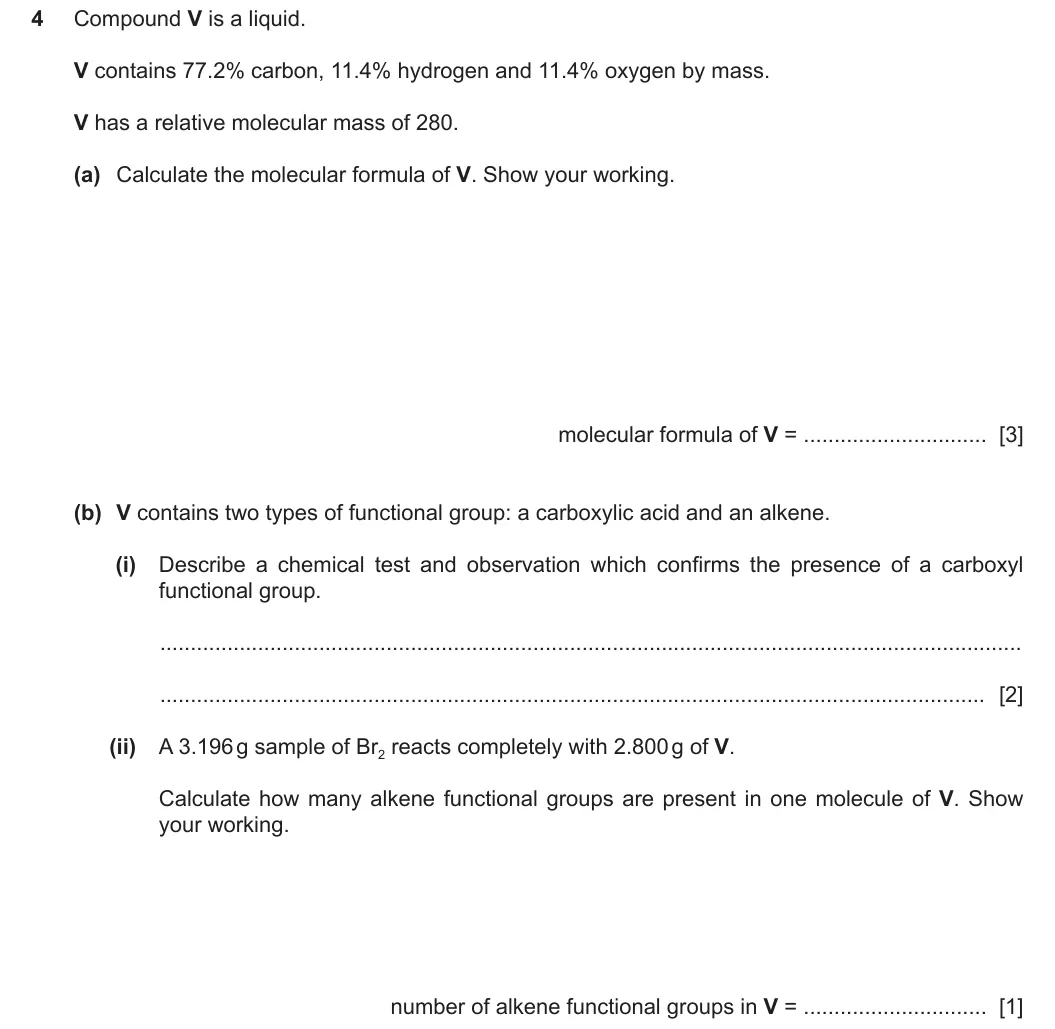 4 Compound V is a liquid.
V contains 77.2% carbon, 11.4% hydrogen and 11.4% oxygen by mass.
V has a relative molecular mass of 280.
(a) Calculate the molecular formula of V. Show your working.
molecular formula of V = .............................. [3]
(b) V contains two types of functional group: a carboxylic acid and an alkene.
(i) Describe a chemical test and observation which confirms the presence of a carboxyl
functional group.
..............................................................................................................................................
........................................................................................................................................ [2]
(ii) A 3.196 g sample of Br₂ reacts completely with 2.800 g of V.
Calculate how many alkene functional groups are present in one molecule of V. Show
your working.
number of alkene functional groups in V = .............................. [1]